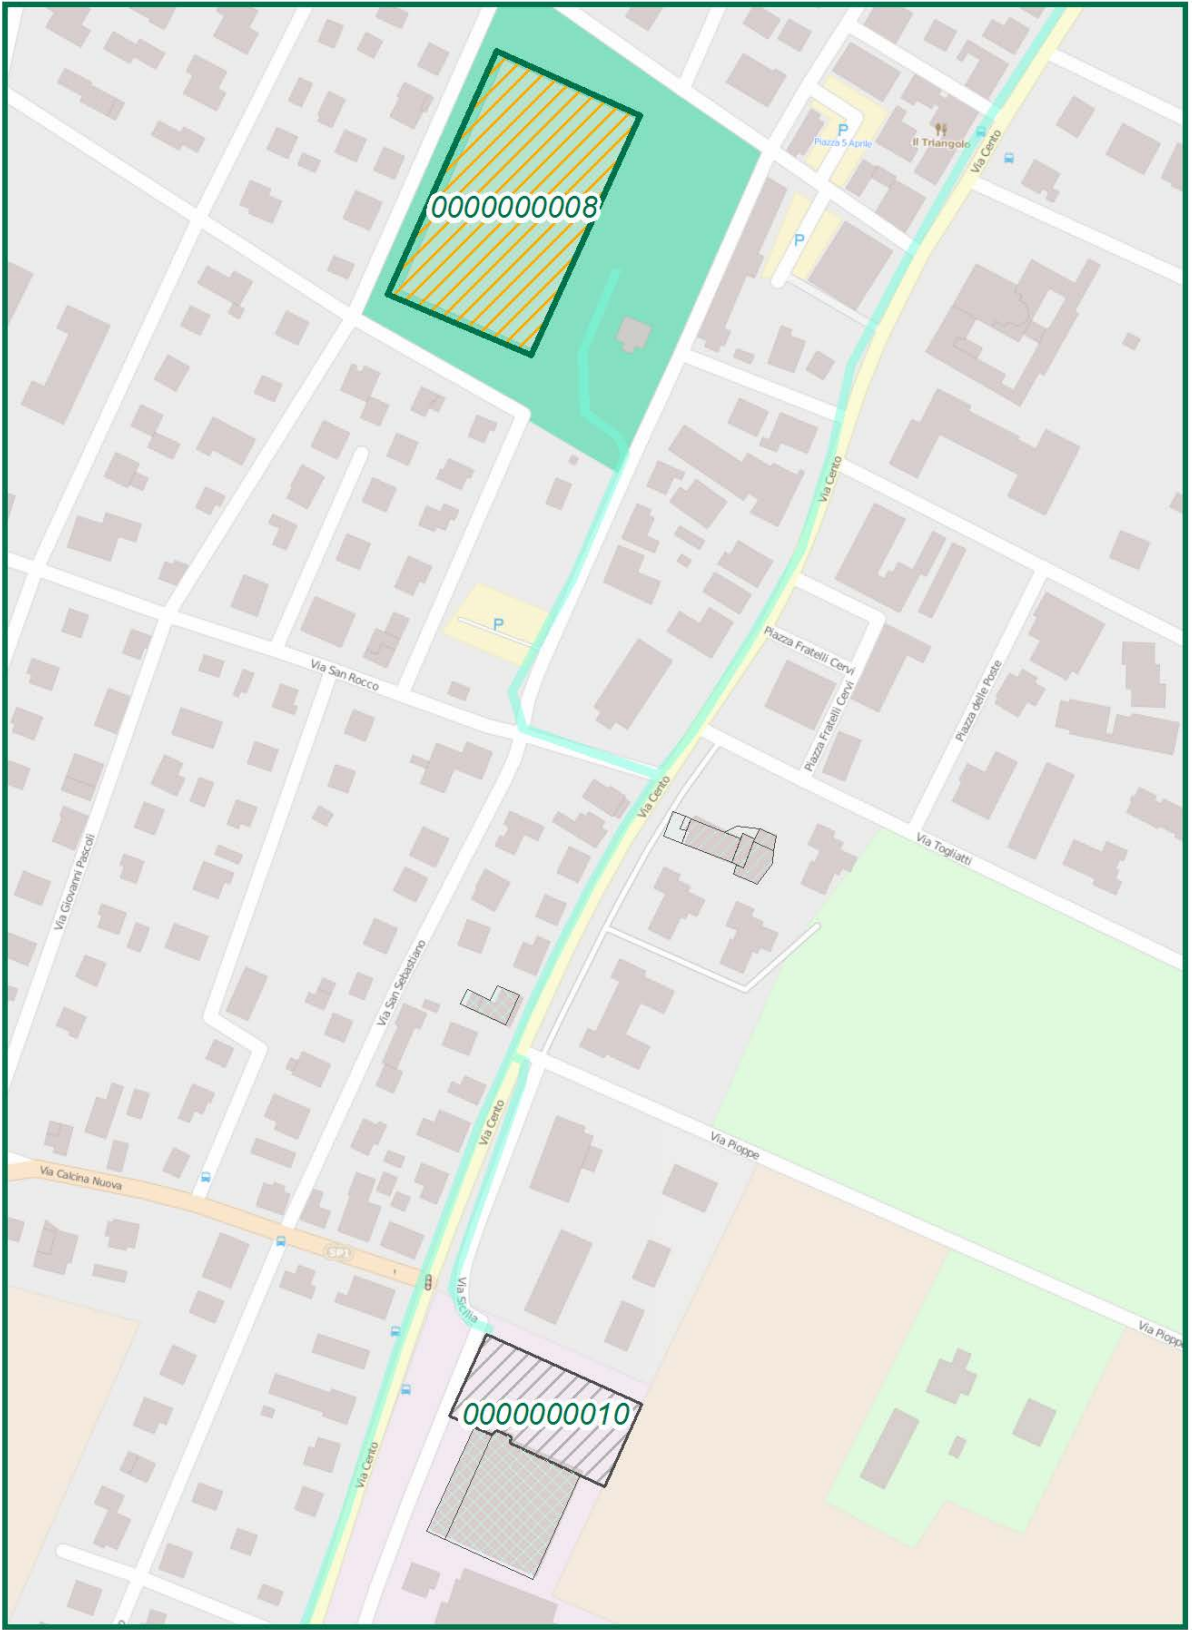 P
Piazza 5 Aprile
Il Triangolo
Via Cento
0000000008
P
Via Cento
P
Piazza Fratelli Cervi
Via San Rocco
Piazza Fratelli Cervi
Piazza delle Poste
Via Cento
Via Togliatti
Via Giovanni Pascoli
Via San Sebastiano
Via Cento
Via Pioppe
Via Calcina Nuova
SP1
Via Sicilia
Via Pioppe
0000000010
Via Cento